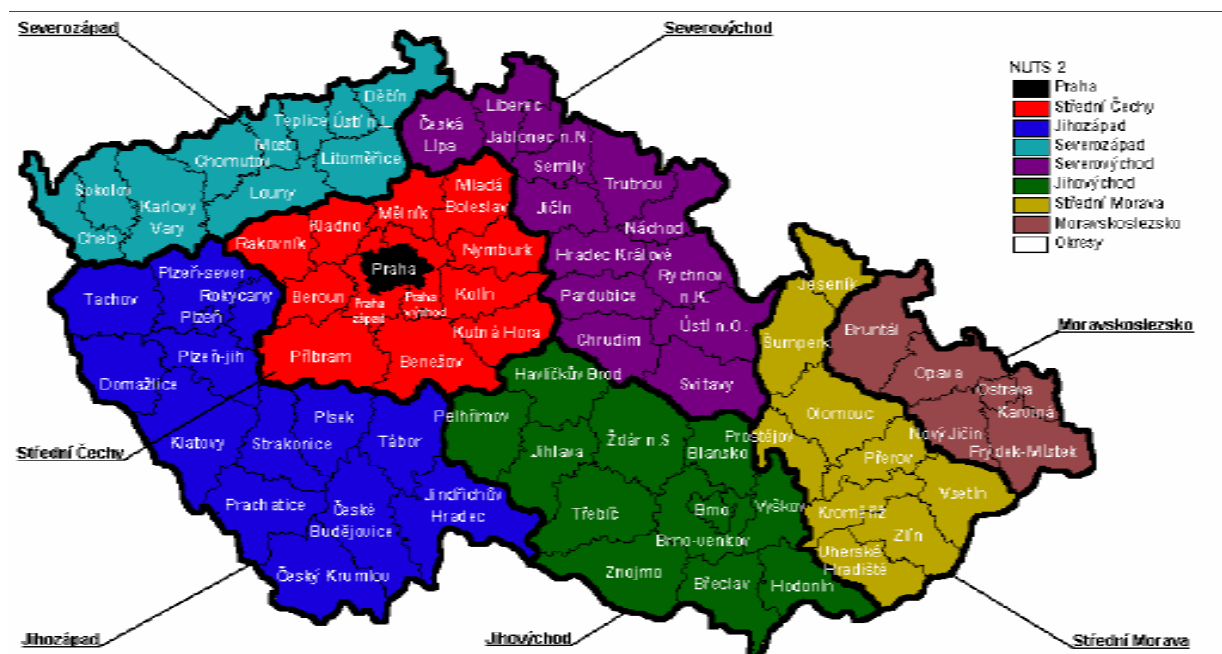 Severozápad
Severovýchod
NUTS 2
Praha
Střední Čechy
Jihozápad
Severozápad
Severovýchod
Jihovýchod
Střední Morava
Moravskoslezsko
Okresy
Děčín
Teplice
Ústí n.L.
Most
Chomutov
Litoměřice
Sokolov
Karlovy
Vary
Louny
Cheb
Liberec
Česká
Lípa
Jablonec n.N.
Semily
Trutnov
Jičín
Náchod
Hradec Králové
Rychnov
n.K.
Pardubice
Ústí n.O.
Chrudim
Svitavy
Mladá
Boleslav
Mělník
Kladno
Rakovník
Nymburk
Praha
Beroun
Praha
západ
Praha
východ
Kolín
Kutná Hora
Příbram
Benešov
Plzeň-sever
Tachov
Rokycany
Plzeň
Plzeň-jih
Domažlice
Klatovy
Písek
Strakonice
Tábor
Prachatice
České
Budějovice
Jindřichův
Hradec
Český Krumlov
Havlíčkův Brod
Pelhřimov
Jihlava
Žďár n.S
Blansko
Třebíč
Brno
Vyškov
Brno-venkov
Znojmo
Břeclav
Hodonín
Jeseník
Šumperk
Olomouc
Prostějov
Přerov
Kroměříž
Vsetín
Zlín
Uherské
Hradiště
Bruntál
Opava
Ostrava
Karviná
Nový Jičín
Frýdek-Místek
Moravskoslezsko
Střední Čechy
Jihozápad
Jihovýchod
Střední Morava